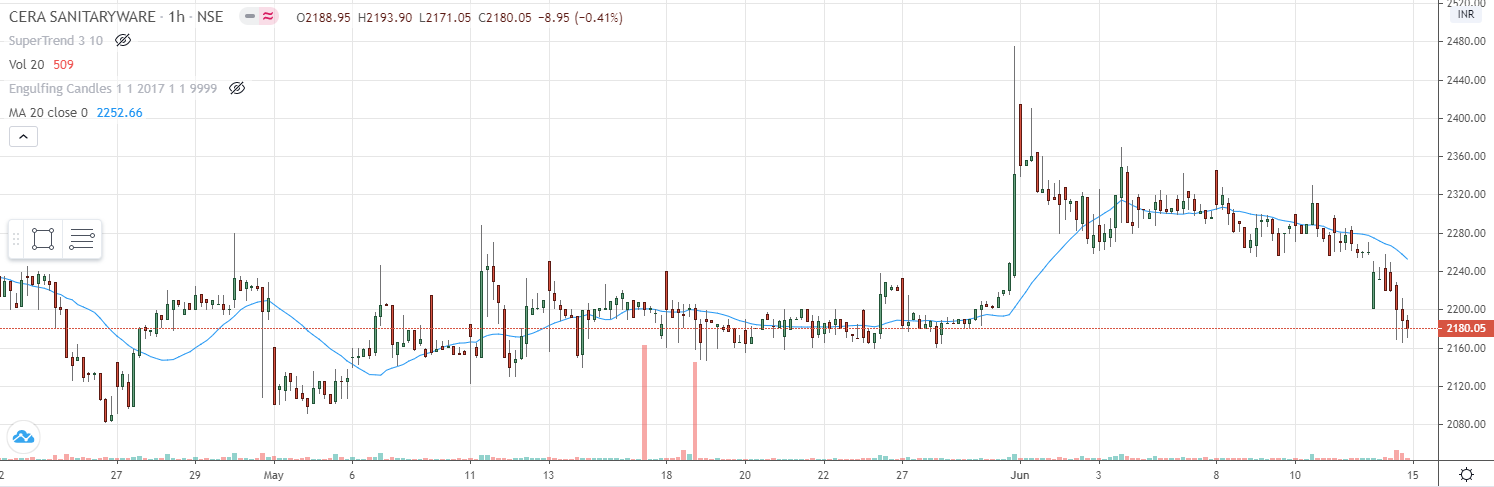 CERA SANITARYWARE · 1h · NSE O2188.95 H2193.90 L2171.05 C2180.05 −8.95 (−0.41%)
SuperTrend 3 10
Vol 20 509
Engulfing Candles 1 1 2017 1 1 9999
MA 20 close 0 2252.66
2520.00
INR
2480.00
2440.00
2400.00
2360.00
2320.00
2280.00
2240.00
2200.00
2180.05
2160.00
2120.00
2080.00
2 27 29 May 6 11 13 18 20 22 27 Jun 3 8 10 15